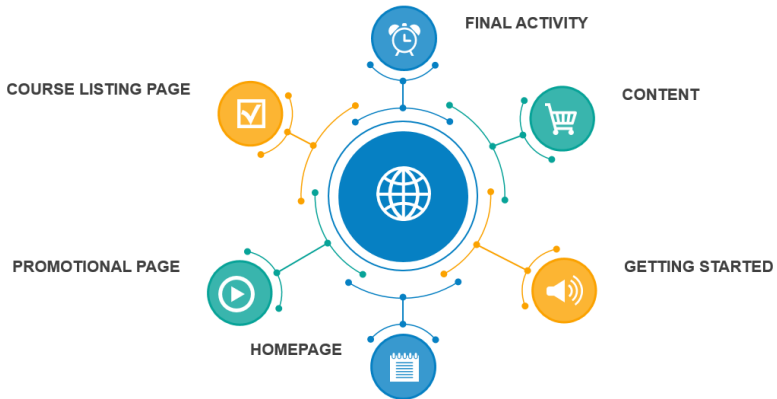 FINAL ACTIVITY
COURSE LISTING PAGE
CONTENT
PROMOTIONAL PAGE
GETTING STARTED
HOMEPAGE